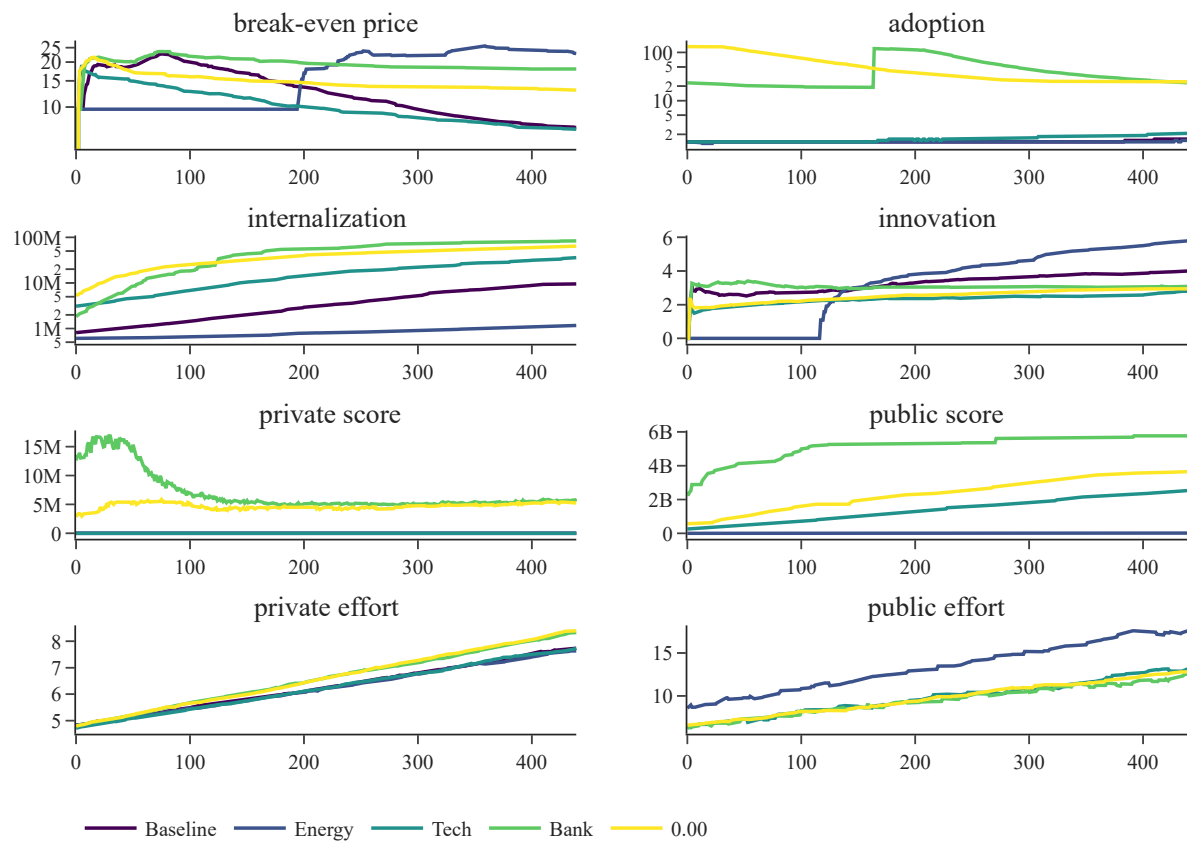 break-even price
25
20
15
10
0 100 200 300 400
adoption
100
5
2
10
5
2
0 100 200 300 400
internalization
100M
5
2
10M
5
2
1M
5
0 100 200 300 400
innovation
6
4
2
0
0 100 200 300 400
private score
15M
10M
5M
0
0 100 200 300 400
public score
6B
4B
2B
0
0 100 200 300 400
private effort
8
7
6
5
0 100 200 300 400
public effort
15
10
0 100 200 300 400
Baseline Energy Tech Bank 0.00